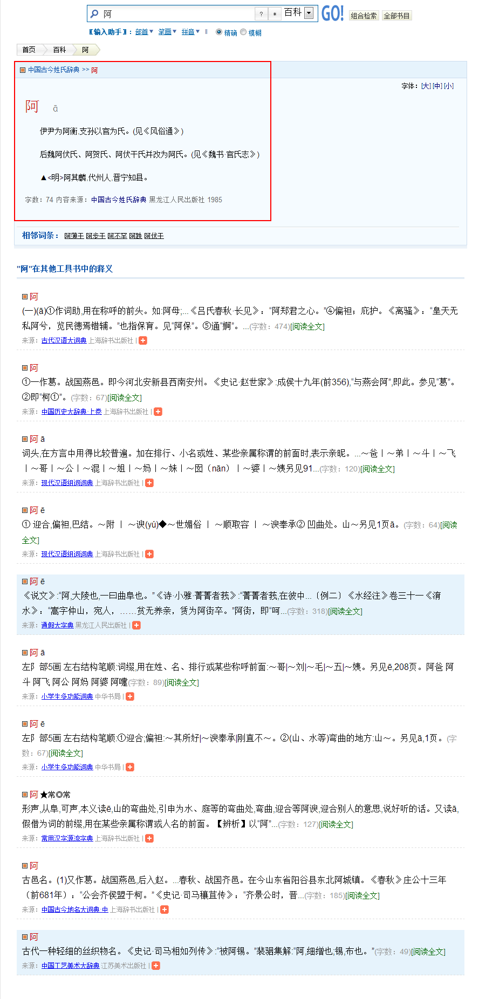 阿 ? * 百科 GO! 组合检索 全部书目
【输入助手】: 部首 笔画 拼音 ‖ 精确 模糊
首页 百科 阿
中国古今姓氏辞典 >> 阿
字体：[大][中][小]
阿 ā
伊尹为阿衡,支孙以官为氏。(见《风俗通》)
后魏阿伏氏、阿贺氏、阿伏干氏并改为阿氏。(见《魏书·官氏志》)
▲<明>阿其麟,代州人,晋宁知县。
字数：74 内容来源：中国古今姓氏辞典 黑龙江人民出版社 1985
相邻词条： 阿薄干 阿步干 阿不罕 阿跌 阿伏干
"阿"在其他工具书中的释义
阿
(一)(ā)①作词助,用在称呼的前头。如:阿母;...《吕氏春秋·长见》：“阿郑君之心。”④偏袒；庇护。《离骚》：“皇天无
私阿兮，览民德焉错辅。”也指保育。见“阿保”。⑤通“婀”。...(字数：474)[阅读全文]
来源：古代汉语大词典 上海辞书出版社 |
阿
①一作葛。战国燕邑。即今河北安新县西南安州。《史记·赵世家》:成侯十九年(前356),“与燕会阿”,即此。参见“葛”。
②即“柯①”。(字数：67)[阅读全文]
来源：中国历史大辞典·上卷 上海辞书出版社 |
阿 ā
词头,在方言中用得比较普遍。加在排行、小名或姓、某些亲属称谓的前面时,表示亲昵。...～爸丨～弟丨～斗丨～飞
丨～哥丨～公丨～混丨～姐丨～妈丨～妹丨～囡（nān）丨～婆丨～姨另见91...(字数：120)[阅读全文]
来源：现代汉语组词词典 上海辞书出版社 |
阿 ē
① 迎合,偏袒,巴结。～附 丨 ～谀(yú)◆～世媚俗 丨 ～顺取容 丨 ～谀奉承② 凹曲处。山～另见1页ā。(字数：64)[阅读
全文]
来源：现代汉语组词词典 上海辞书出版社 |
阿 ē
《说文》:“阿,大陵也,一曰曲阜也。”《诗·小雅·菁菁者莪》:“菁菁者莪,在彼中...〔例二〕《水经注》卷三十一《淯
水》：“嵩字仲山，宛人，……贫无养亲，赁为阿街卒。”阿街，即“呵...(字数：318)[阅读全文]
来源：通假大字典 黑龙江人民出版社 |
阿 ā
左阝部5画 左右结构笔顺:词缀,用在姓、名、排行或某些称呼前面:～哥|～刘|～毛|～五|～姨。另见ē,208页。阿爸 阿
斗 阿飞 阿公 阿妈 阿婆 阿嚏(字数：89)[阅读全文]
来源：小学生多功能词典 中华书局 |
阿 ē
左阝部5画 左右结构笔顺:①迎合;偏袒:～其所好|～谀奉承|刚直不～。②(山、水等)弯曲的地方:山～。另见ā,1页。(字
数：67)[阅读全文]
来源：小学生多功能词典 中华书局 |
阿 ★常◎常
形声,从阜,可声,本义读ē,山的弯曲处,引申为水、庭等的弯曲处,弯曲,迎合等阿谀,迎合别人的意思,说好听的话。又读ā,
假借为词的前缀,用在某些亲属称谓或人名的前面。【辨析】以“阿”...(字数：127)[阅读全文]
来源：常用汉字源流字典 上海辞书出版社 |
阿
古邑名。(1)又作葛。战国燕邑,后入赵。...春秋、战国齐邑。在今山东省阳谷县东北阿城镇。《春秋》庄公十三年
（前681年）：“公会齐侯盟于柯。”《史记·司马穰苴传》：“齐景公时，晋...(字数：185)[阅读全文]
来源：中国古今地名大词典·中 上海辞书出版社 |
阿
古代一种轻细的丝织物名。《史记·司马相如列传》:“被阿锡。”裴骃集解:“阿,细缯也;锡,布也。”(字数：49)[阅读全文]
来源：中国工艺美术大辞典 江苏美术出版社 |